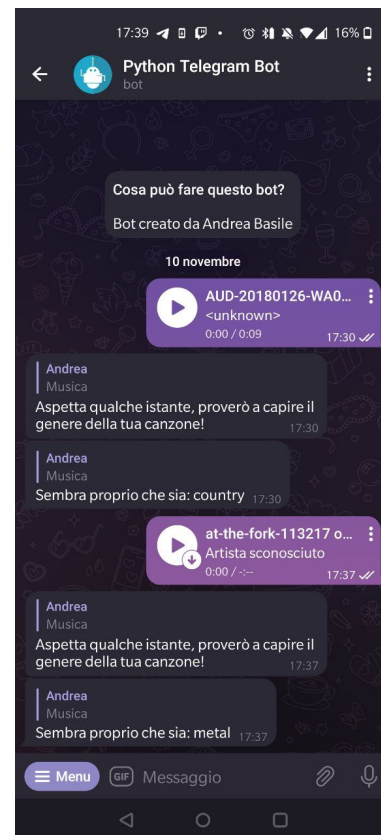 17:39 16%
Python Telegram Bot
bot
Cosa può fare questo bot?
Bot creato da Andrea Basile
10 novembre
AUD-20180126-WA0...
<unknown>
0:00 / 0:09 17:30
Andrea
Musica
Aspetta qualche istante, proverò a capire il
genere della tua canzone! 17:30
Andrea
Musica
Sembra proprio che sia: country 17:30
at-the-fork-113217 o...
Artista sconosciuto
0:00 / -:-- 17:37
Andrea
Musica
Aspetta qualche istante, proverò a capire il
genere della tua canzone! 17:37
Andrea
Musica
Sembra proprio che sia: metal 17:37
Menu GIF Messaggio